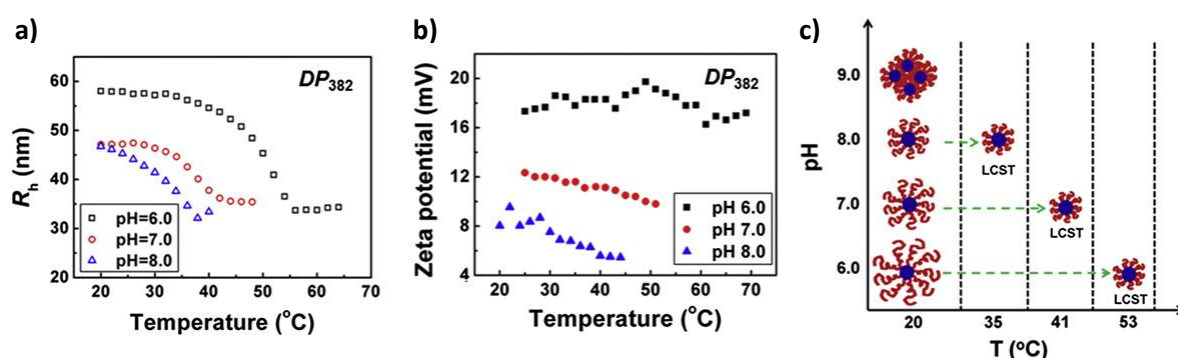 a)
DP382
Rh (nm)
60
50
40
30
20
pH=6.0
pH=7.0
pH=8.0
20 30 40 50 60 70
Temperature (oC)
b)
DP382
Zeta potential (mV)
20
16
12
8
4
pH 6.0
pH 7.0
pH 8.0
20 30 40 50 60 70
Temperature (oC)
c)
pH
9.0
8.0
LCST
7.0
LCST
6.0
LCST
20 35 41 53
T (oC)